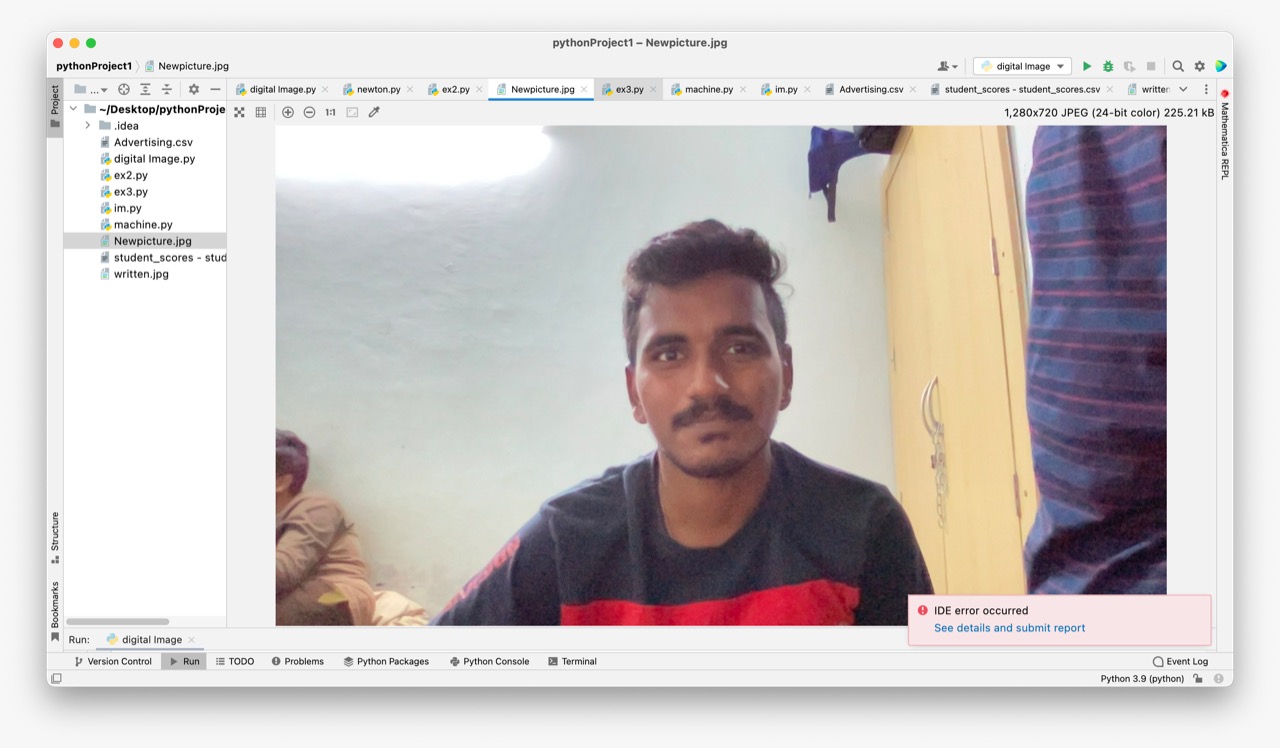 pythonProject1 – Newpicture.jpg
pythonProject1 Newpicture.jpg
digital Image
Project
...
digital Image.py
newton.py
ex2.py
Newpicture.jpg
ex3.py
machine.py
im.py
Advertising.csv
student_scores - student_scores.csv
writter
~/Desktop/pythonProje
1:1
1,280x720 JPEG (24-bit color) 225.21 kB
Mathematica REPL
.idea
Advertising.csv
digital Image.py
ex2.py
ex3.py
im.py
machine.py
Newpicture.jpg
student_scores - stud
written.jpg
Structure
Bookmarks
IDE error occurred
See details and submit report
Run: digital Image
Version Control
Run
TODO
Problems
Python Packages
Python Console
Terminal
Event Log
Python 3.9 (python)